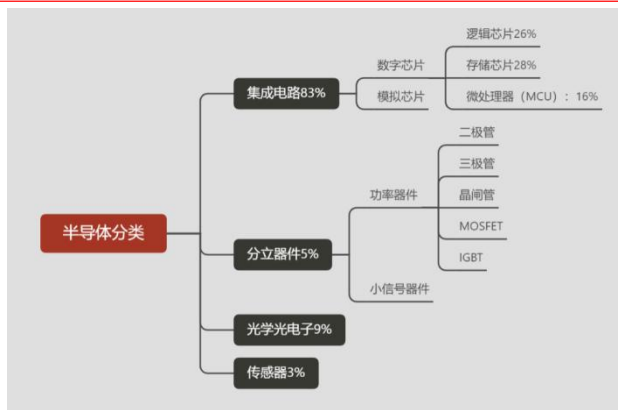 半导体分类
集成电路83%
数字芯片
逻辑芯片26%
存储芯片28%
微处理器（MCU）：16%
模拟芯片
分立器件5%
功率器件
二极管
三极管
晶闸管
MOSFET
IGBT
小信号器件
光学光电子9%
传感器3%